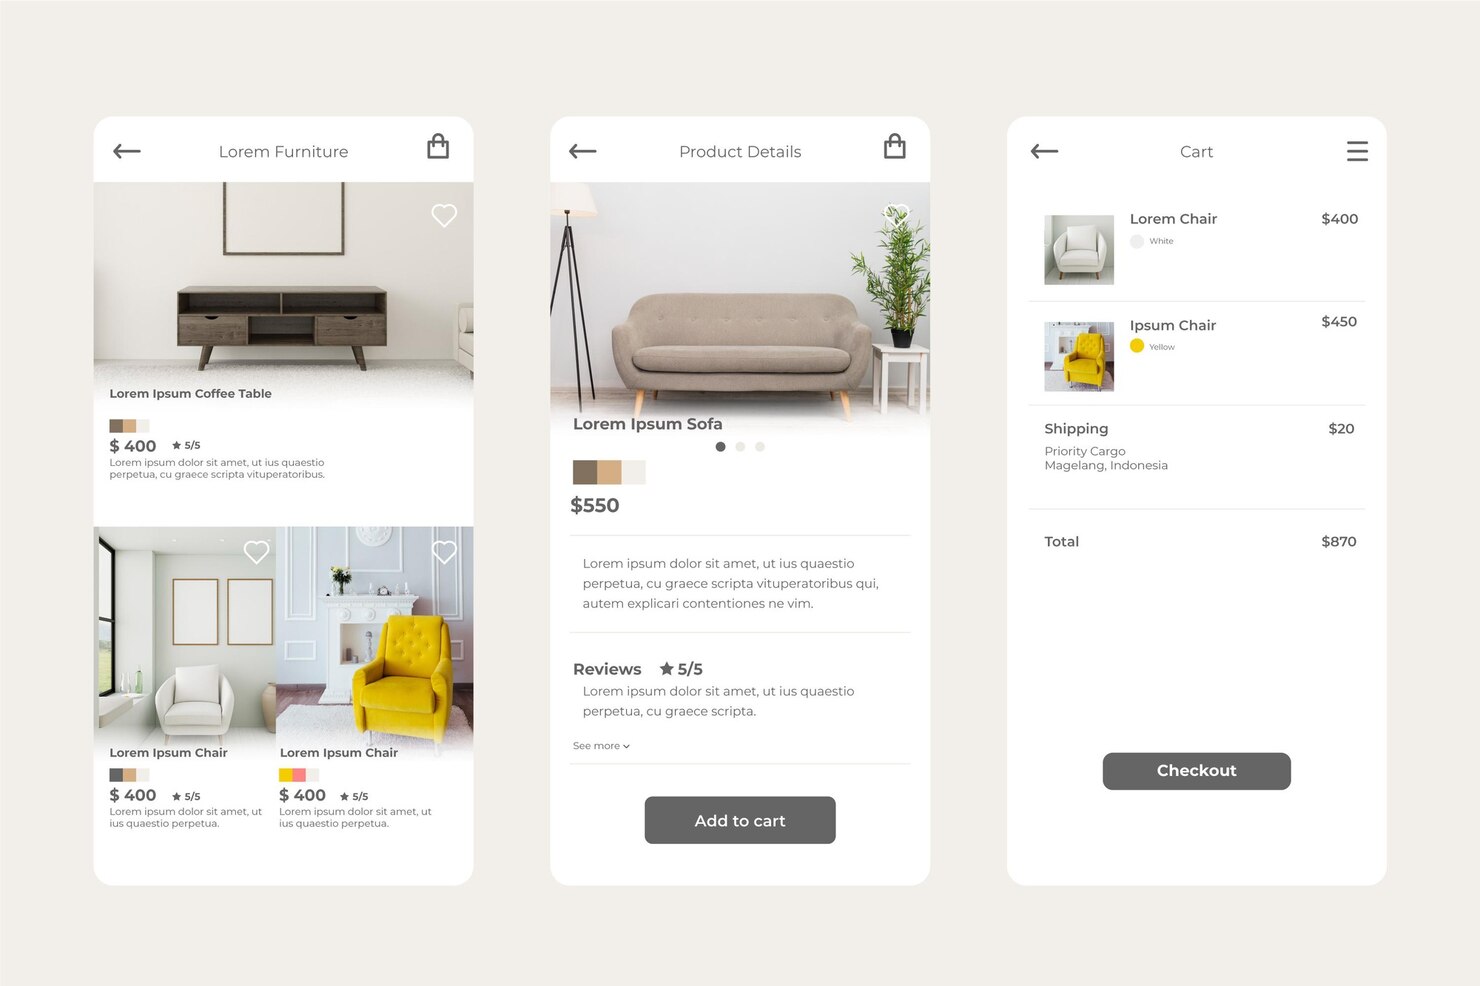 Lorem Furniture
Lorem Ipsum Coffee Table
$ 400 ★ 5/5
Lorem ipsum dolor sit amet, ut ius quaestio
perpetua, cu graece scripta vituperatoribus.
Lorem Ipsum Chair
$ 400 ★ 5/5
Lorem ipsum dolor sit amet, ut
ius quaestio perpetua.
Lorem Ipsum Chair
$ 400 ★ 5/5
Lorem ipsum dolor sit amet, ut
ius quaestio perpetua.
Product Details
Lorem Ipsum Sofa
$550
Lorem ipsum dolor sit amet, ut ius quaestio
perpetua, cu graece scripta vituperatoribus qui,
autem explicari contentiones ne vim.
Reviews ★ 5/5
Lorem ipsum dolor sit amet, ut ius quaestio
perpetua, cu graece scripta.
See more
Add to cart
Cart
Lorem Chair $400
White
Ipsum Chair $450
Yellow
Shipping $20
Priority Cargo
Magelang, Indonesia
Total $870
Checkout